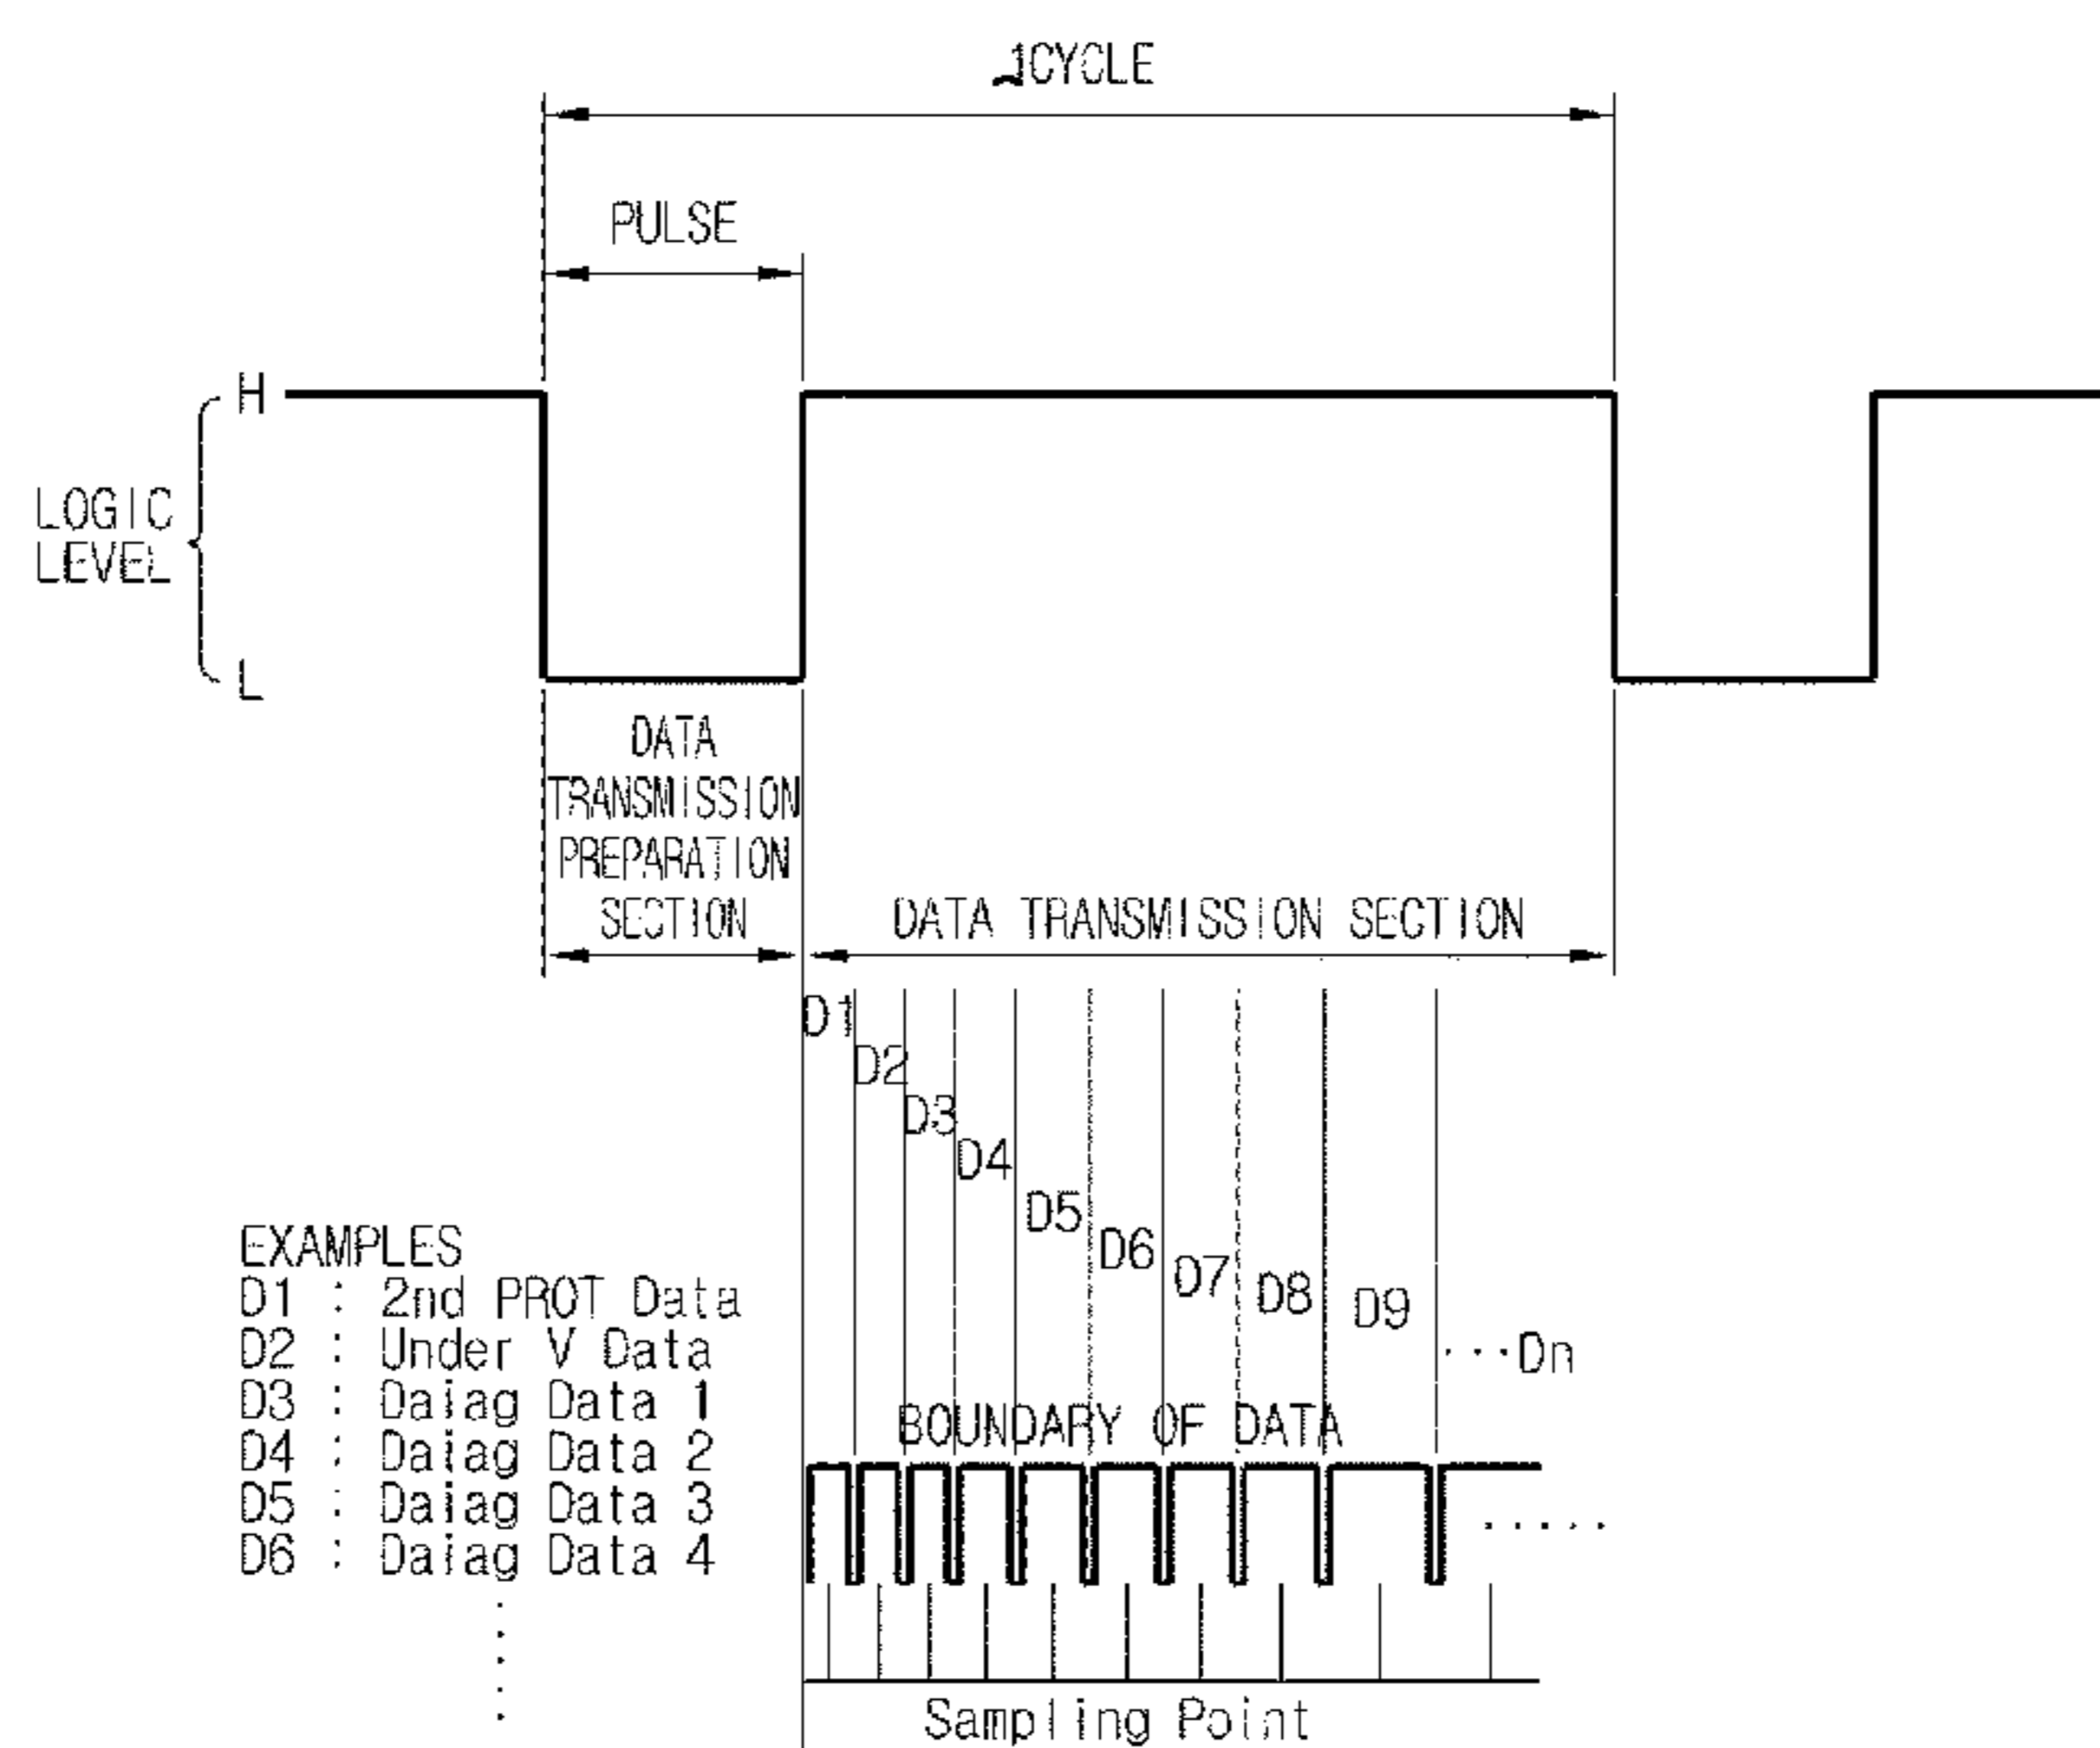 1CYCLE
PULSE
H
LOGIC
LEVEL
L
DATA
TRANSMISSION
PREPARATION
SECTION
DATA TRANSMISSION SECTION
D1
D2
D3
D4
D5
D6
D7
D8
D9
···Dn
EXAMPLES
D1 : 2nd PROT Data
D2 : Under V Data
D3 : Daiag Data 1
D4 : Daiag Data 2
D5 : Daiag Data 3
D6 : Daiag Data 4
BOUNDARY OF DATA
Sampling Point